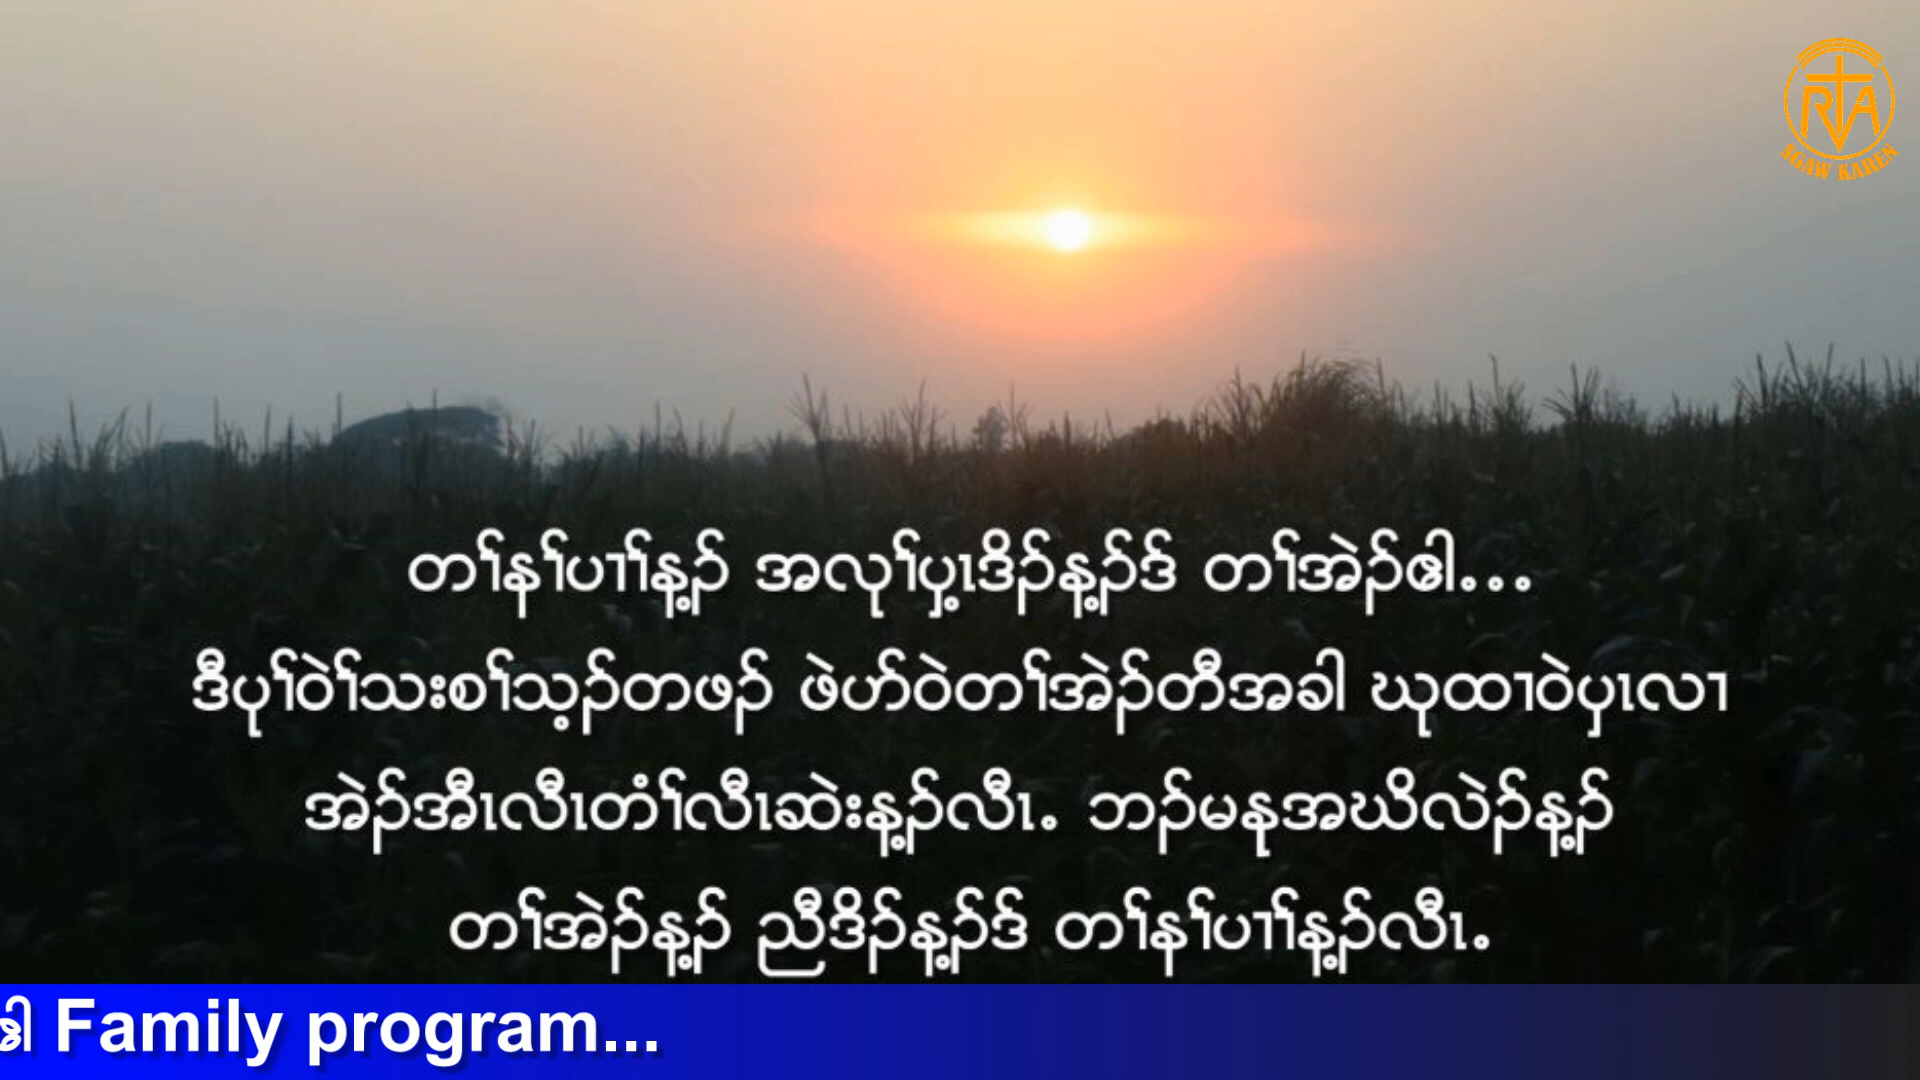 RVA
SGAW KAREN
တၢ်နၢ်ပၢၢ်န့ၣ် အလုၢ်ပှ့ၤဒိၣ်န့ၣ်ဒ် တၢ်အဲၣ်ဧါ...
ဒီပုၢ်ဝဲၢ်သးစၢ်သ့ၣ်တဖၣ် ဖဲဟ်ဝဲတၢ်အဲၣ်တီအခါ ဃုထၢဝဲပှၤလၢ
အဲၣ်အီၤလီၤတံၢ်လီၤဆဲးန့ၣ်လီၤ. ဘၣ်မနုအဃိလဲၣ်န့ၣ်
တၢ်အဲၣ်န့ၣ် ညီဒိၣ်န့ၣ်ဒ် တၢ်နၢ်ပၢၢ်န့ၣ်လီၤ.
ဧါ Family program...